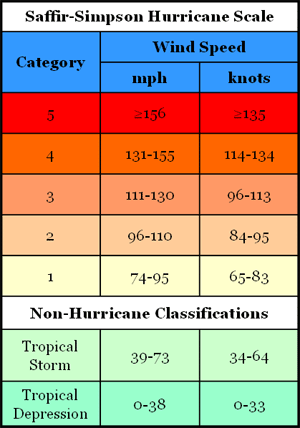 Saffir-Simpson Hurricane Scale
Category
Wind Speed
mph knots
5 ≥156 ≥135
4 131-155 114-134
3 111-130 96-113
2 96-110 84-95
1 74-95 65-83
Non-Hurricane Classifications
Tropical
Storm
39-73 34-64
Tropical
Depression
0-38 0-33